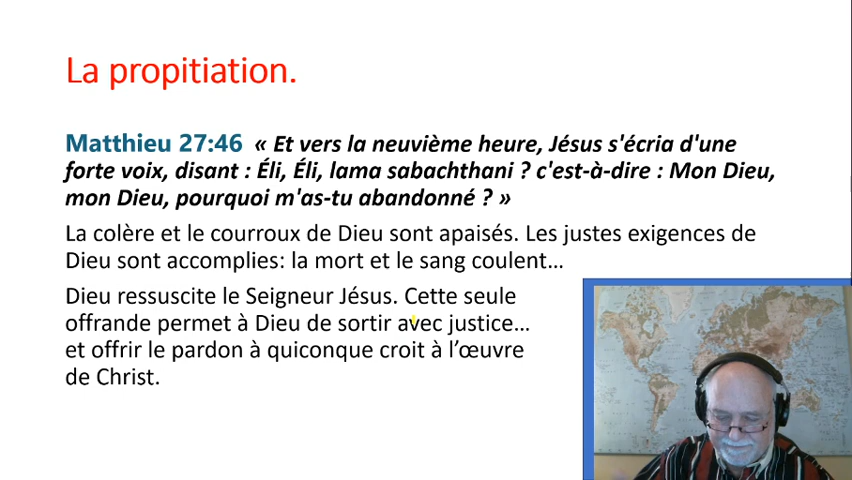 La propitiation.
Matthieu 27:46 « Et vers la neuvième heure, Jésus s'écria d'une
forte voix, disant : Éli, Éli, lama sabachthani ? c'est-à-dire : Mon Dieu,
mon Dieu, pourquoi m'as-tu abandonné ? »
La colère et le courroux de Dieu sont apaisés. Les justes exigences de
Dieu sont accomplies: la mort et le sang coulent…
Dieu ressuscite le Seigneur Jésus. Cette seule
offrande permet à Dieu de sortir avec justice…
et offrir le pardon à quiconque croit à l’œuvre
de Christ.